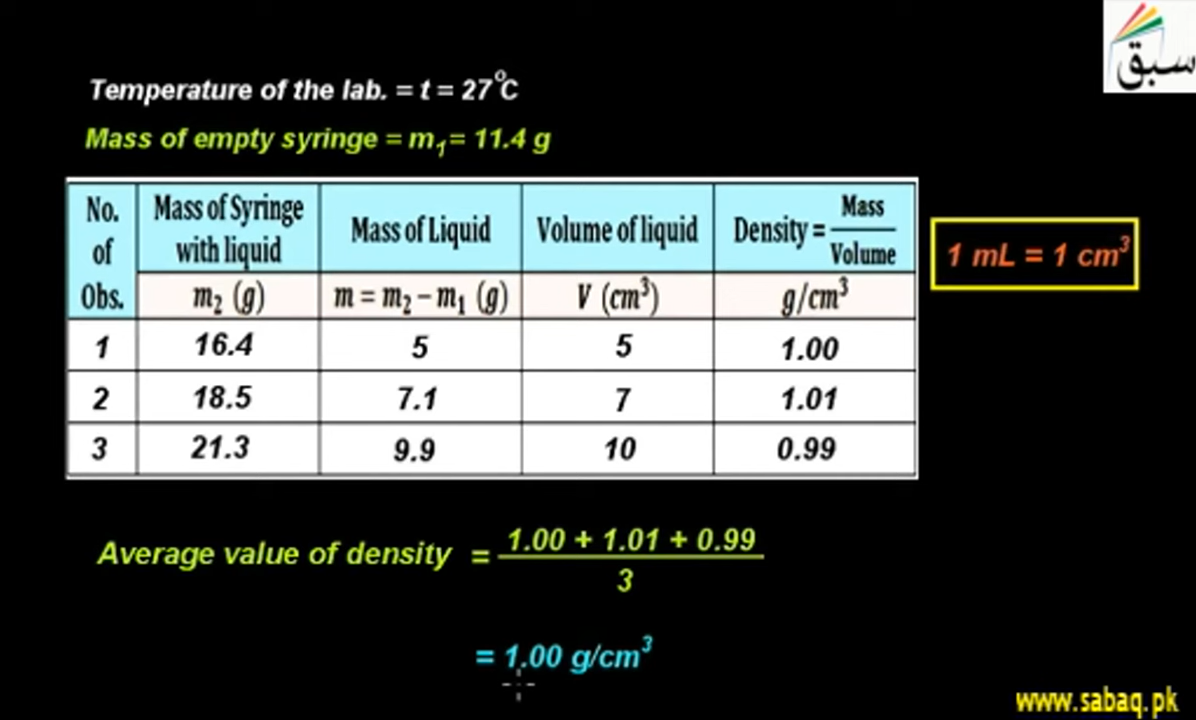 سبق
Temperature of the lab. = t = 27°C
Mass of empty syringe = m₁ = 11.4 g
No. of Obs. | Mass of Syringe with liquid | Mass of Liquid | Volume of liquid | Density = Mass / Volume
m₂ (g) | m = m₂ – m₁ (g) | V (cm³) | g/cm³
1 | 16.4 | 5 | 5 | 1.00
2 | 18.5 | 7.1 | 7 | 1.01
3 | 21.3 | 9.9 | 10 | 0.99
1 mL = 1 cm³
Average value of density = 1.00 + 1.01 + 0.99 / 3
= 1.00 g/cm³
www.sabaq.pk